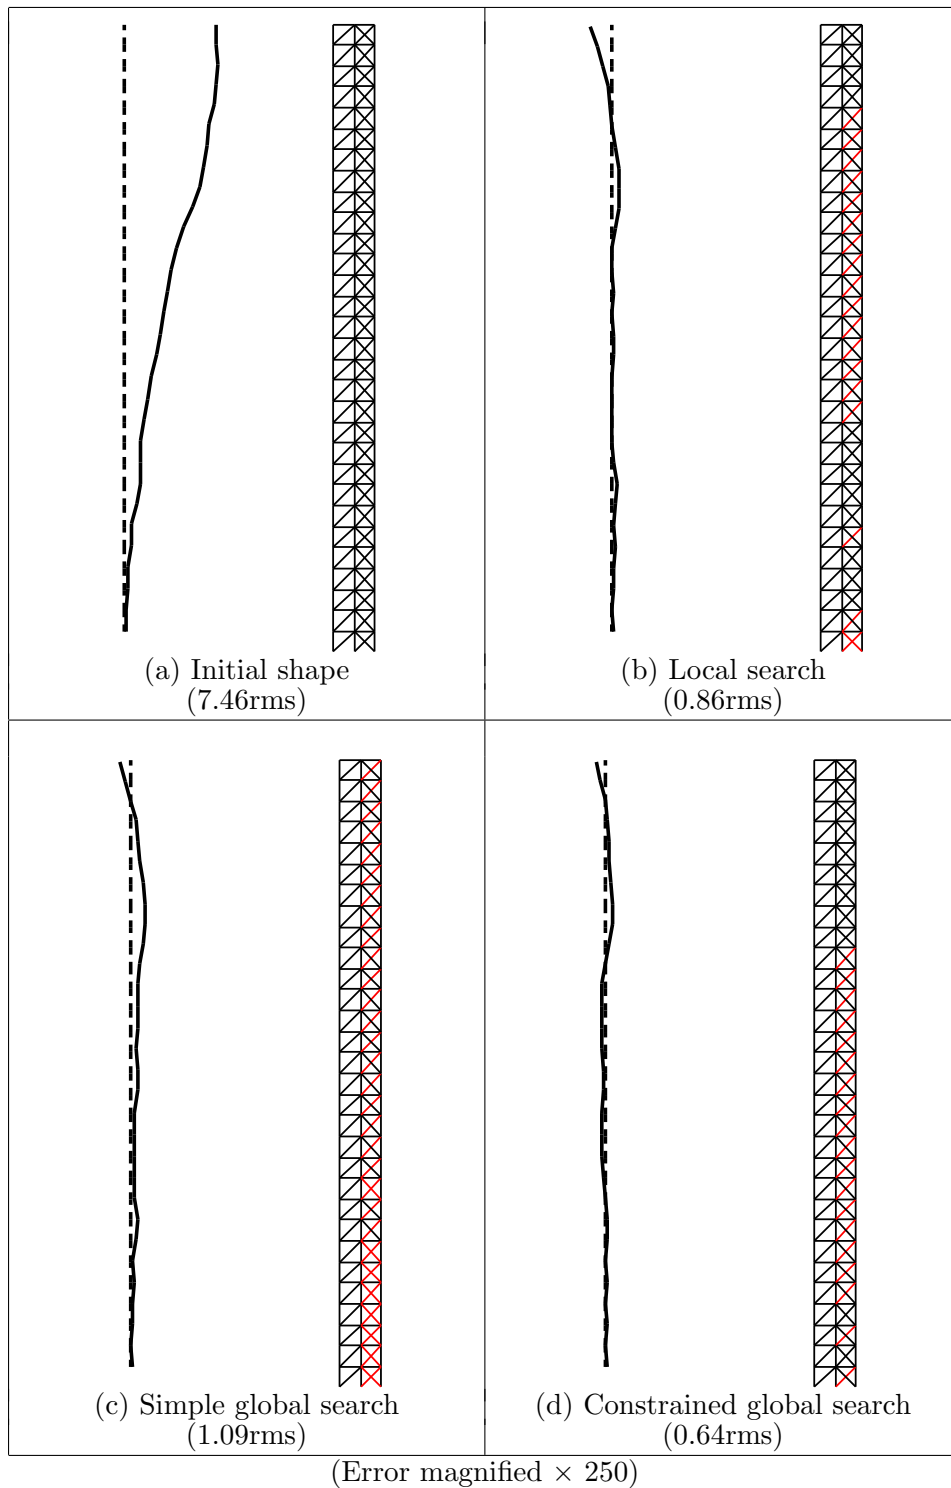 (a) Initial shape
(7.46rms)
(b) Local search
(0.86rms)
(c) Simple global search
(1.09rms)
(d) Constrained global search
(0.64rms)
(Error magnified × 250)